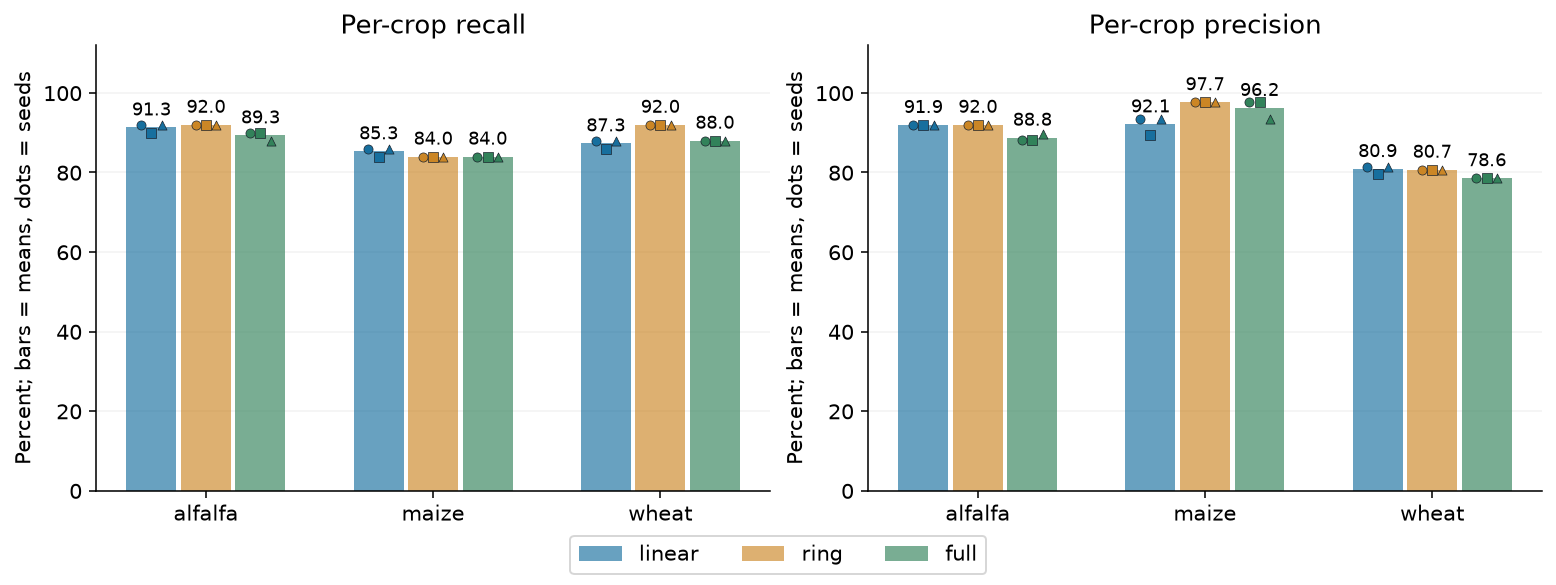 Per-crop recall
Percent; bars = means, dots = seeds
100
80
60
40
20
0
91.3
92.0
89.3
85.3
84.0
84.0
87.3
92.0
88.0
alfalfa
maize
wheat
Per-crop precision
Percent; bars = means, dots = seeds
100
80
60
40
20
0
91.9
92.0
88.8
92.1
97.7
96.2
80.9
80.7
78.6
alfalfa
maize
wheat
linear
ring
full